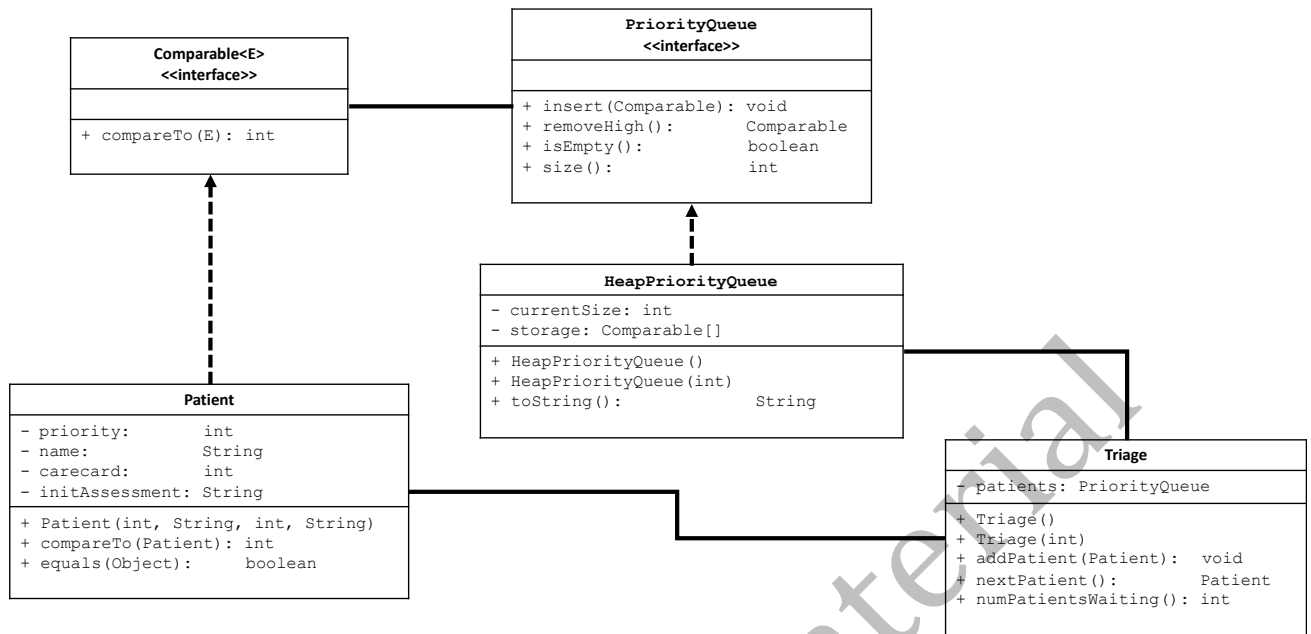 PriorityQueue
<<interface>>
+ insert(Comparable): void
+ removeHigh(): Comparable
+ isEmpty(): boolean
+ size(): int
Comparable<E>
<<interface>>
+ compareTo(E): int
HeapPriorityQueue
- currentSize: int
- storage: Comparable[]
+ HeapPriorityQueue()
+ HeapPriorityQueue(int)
+ toString(): String
Patient
- priority: int
- name: String
- carecard: int
- initAssessment: String
+ Patient(int, String, int, String)
+ compareTo(Patient): int
+ equals(Object): boolean
Triage
- patients: PriorityQueue
+ Triage()
+ Triage(int)
+ addPatient(Patient): void
+ nextPatient(): Patient
+ numPatientsWaiting(): int